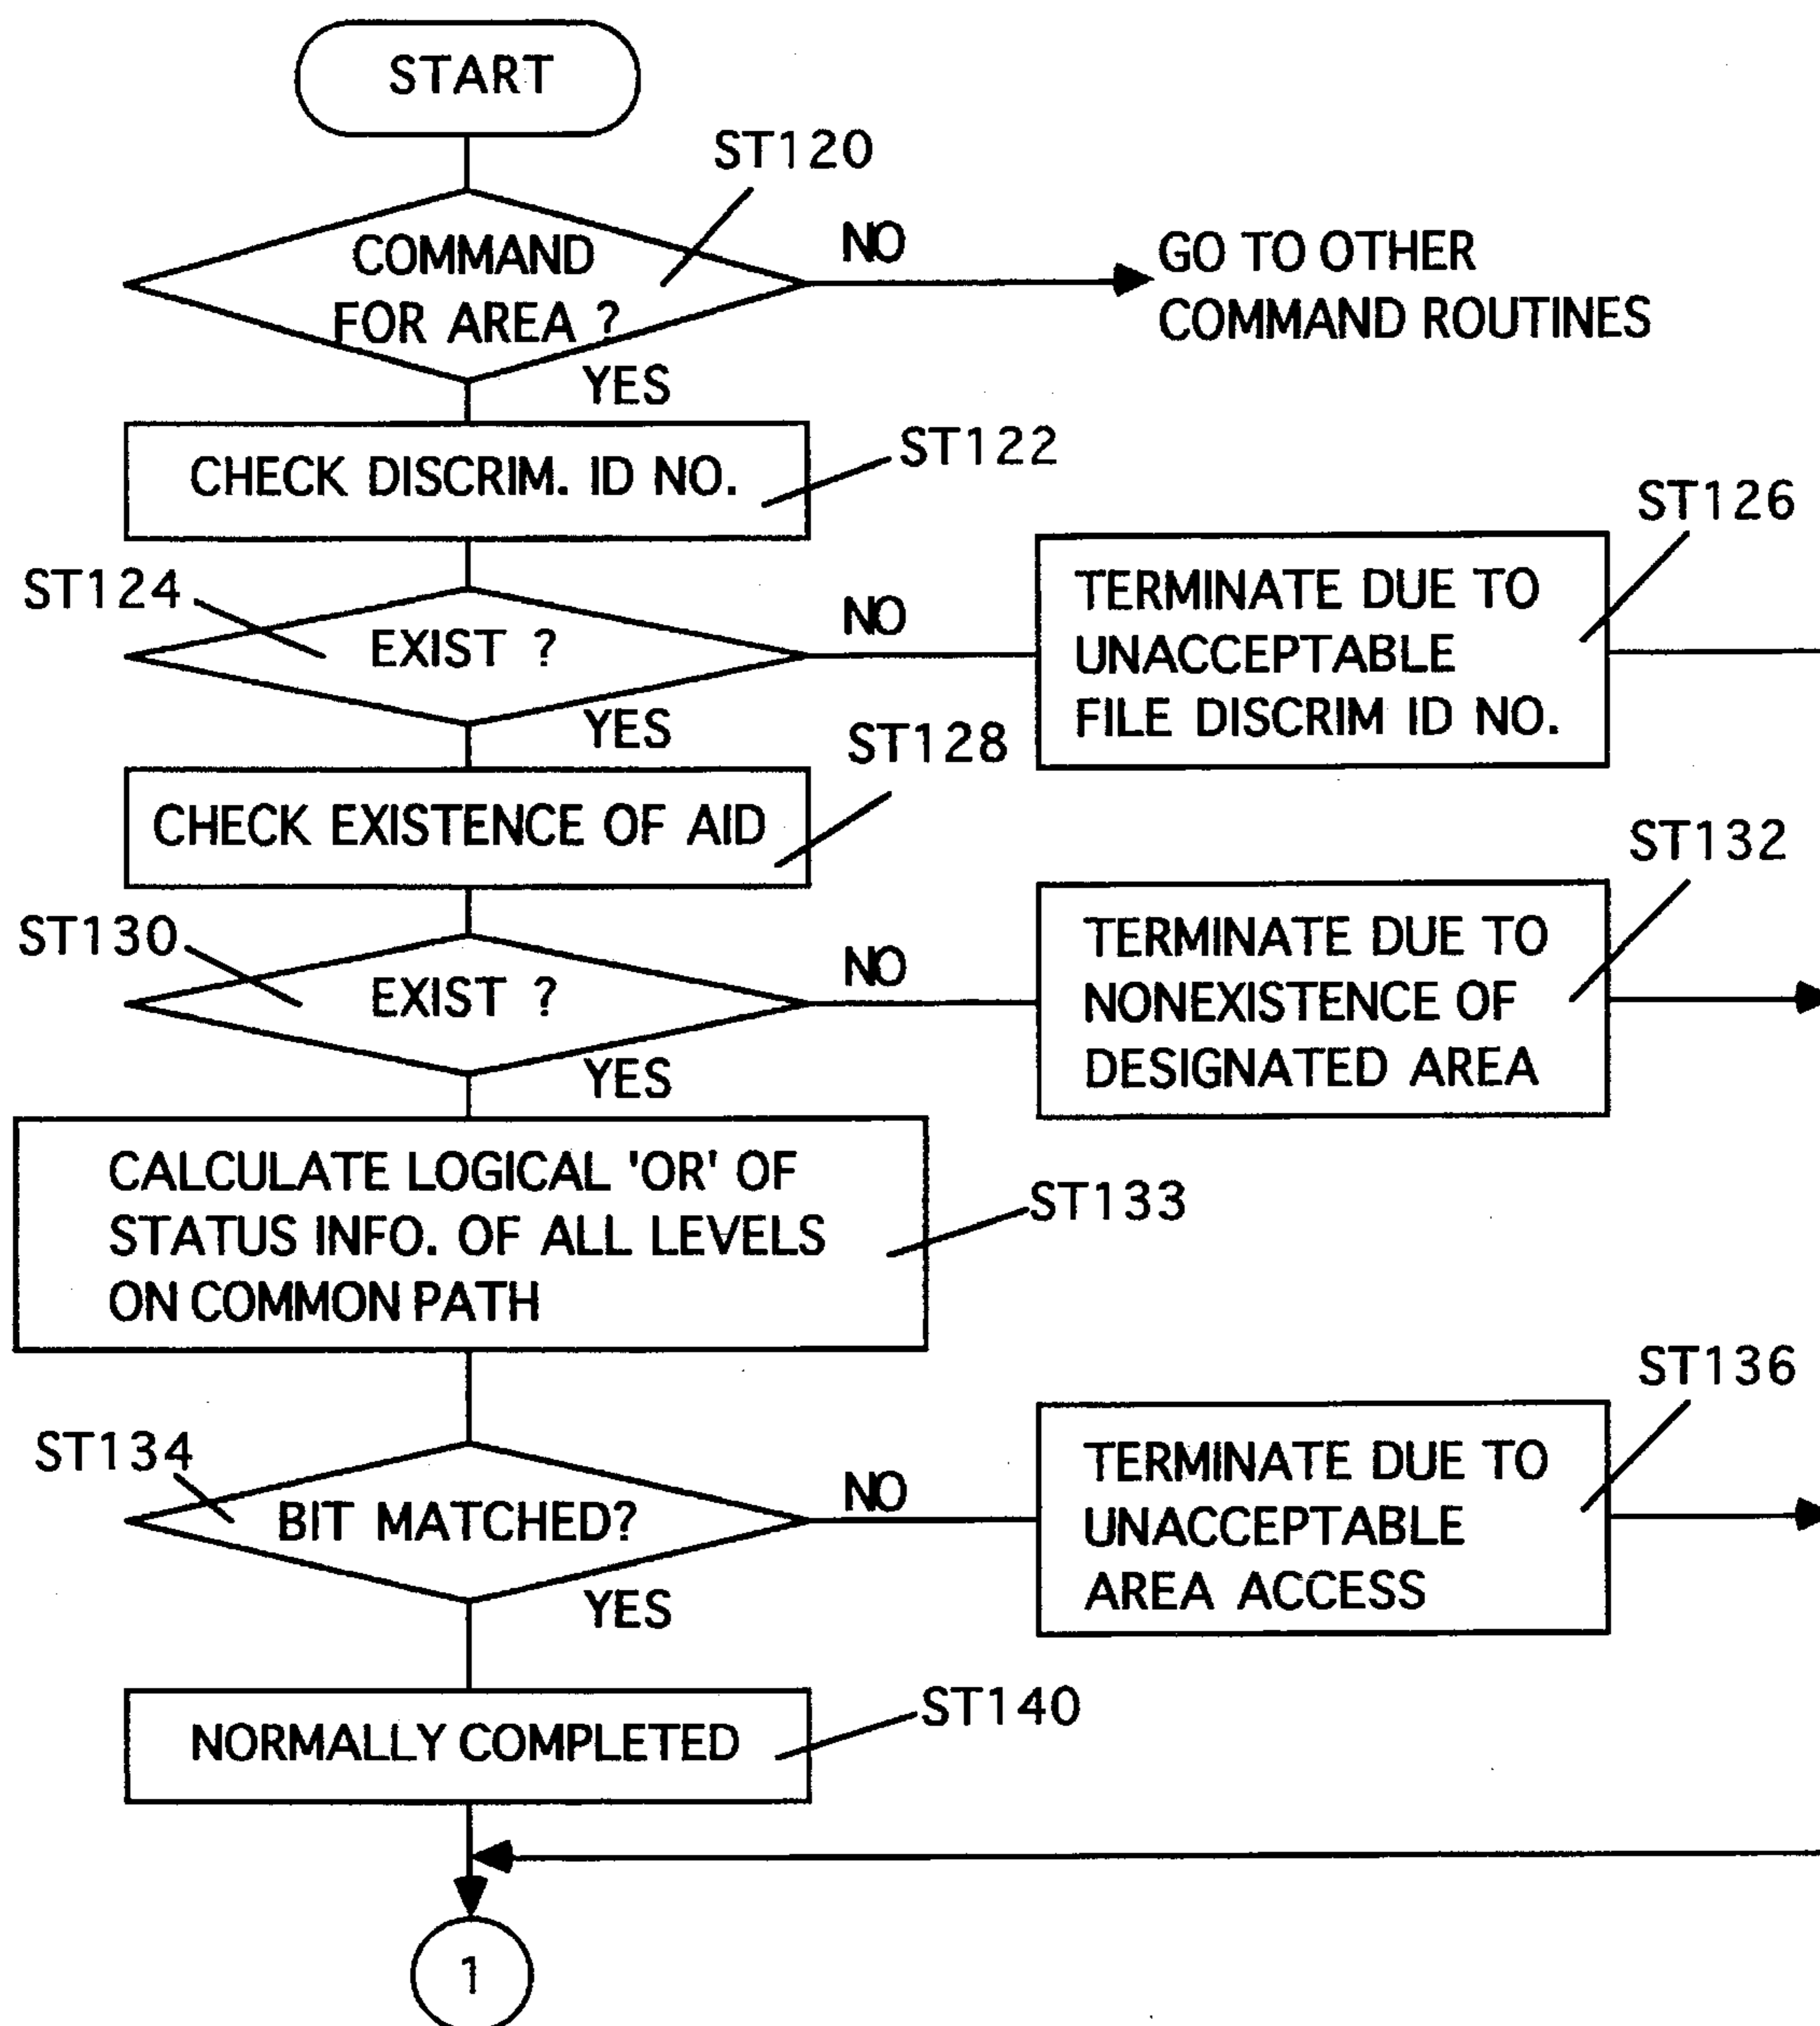 START
ST120
COMMAND
FOR AREA ?
NO
GO TO OTHER
COMMAND ROUTINES
YES
CHECK DISCRIM. ID NO.
ST122
ST124
EXIST ?
NO
TERMINATE DUE TO
UNACCEPTABLE
FILE DISCRIM ID NO.
ST126
YES
CHECK EXISTENCE OF AID
ST128
ST130
EXIST ?
NO
TERMINATE DUE TO
NONEXISTENCE OF
DESIGNATED AREA
ST132
YES
CALCULATE LOGICAL 'OR' OF
STATUS INFO. OF ALL LEVELS
ON COMMON PATH
ST133
ST134
BIT MATCHED?
NO
TERMINATE DUE TO
UNACCEPTABLE
AREA ACCESS
ST136
YES
NORMALLY COMPLETED
ST140
1